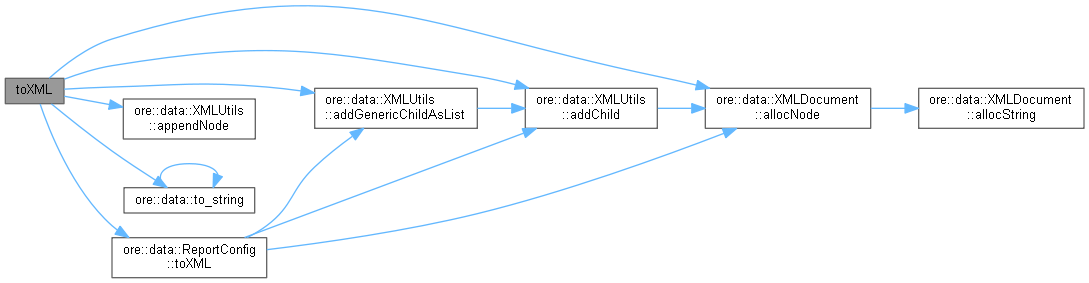 toXML
ore::data::XMLUtils
::appendNode
ore::data::to_string
ore::data::ReportConfig
::toXML
ore::data::XMLUtils
::addGenericChildAsList
ore::data::XMLUtils
::addChild
ore::data::XMLDocument
::allocNode
ore::data::XMLDocument
::allocString